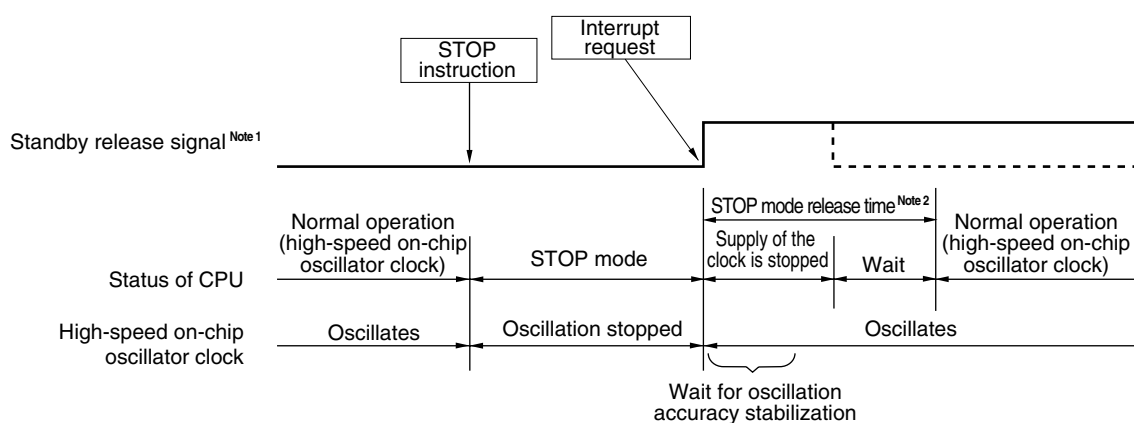 STOP
instruction
Interrupt
request
Standby release signal Note 1
STOP mode release time Note 2
Normal operation
(high-speed on-chip
oscillator clock)
Status of CPU
STOP mode
Supply of the
clock is stopped
Wait
Normal operation
(high-speed on-chip
oscillator clock)
High-speed on-chip
oscillator clock
Oscillates
Oscillation stopped
Oscillates
Wait for oscillation
accuracy stabilization